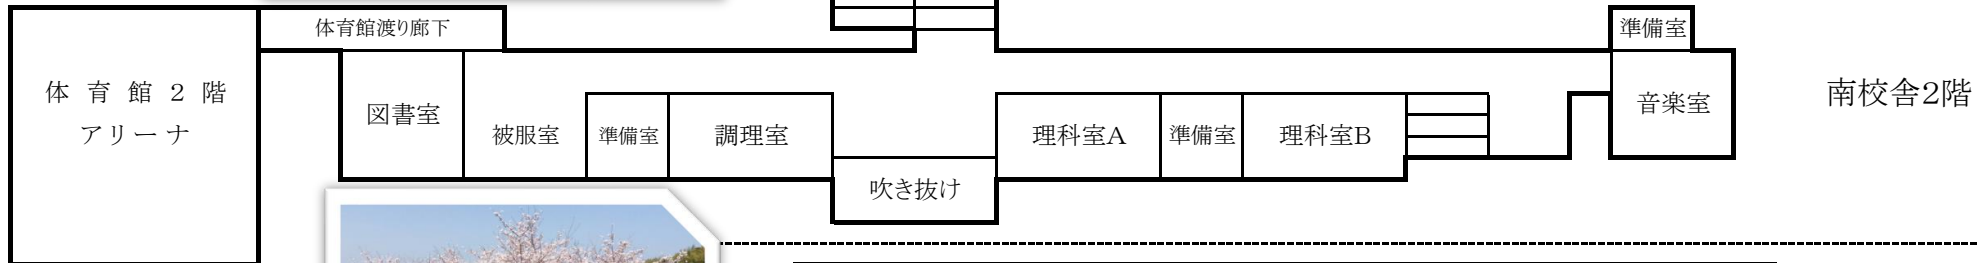 体育館渡り廊下
準備室
体育館2階
アリーナ
図書室
被服室
準備室
調理室
理科室A
準備室
理科室B
音楽室
南校舎2階
吹き抜け